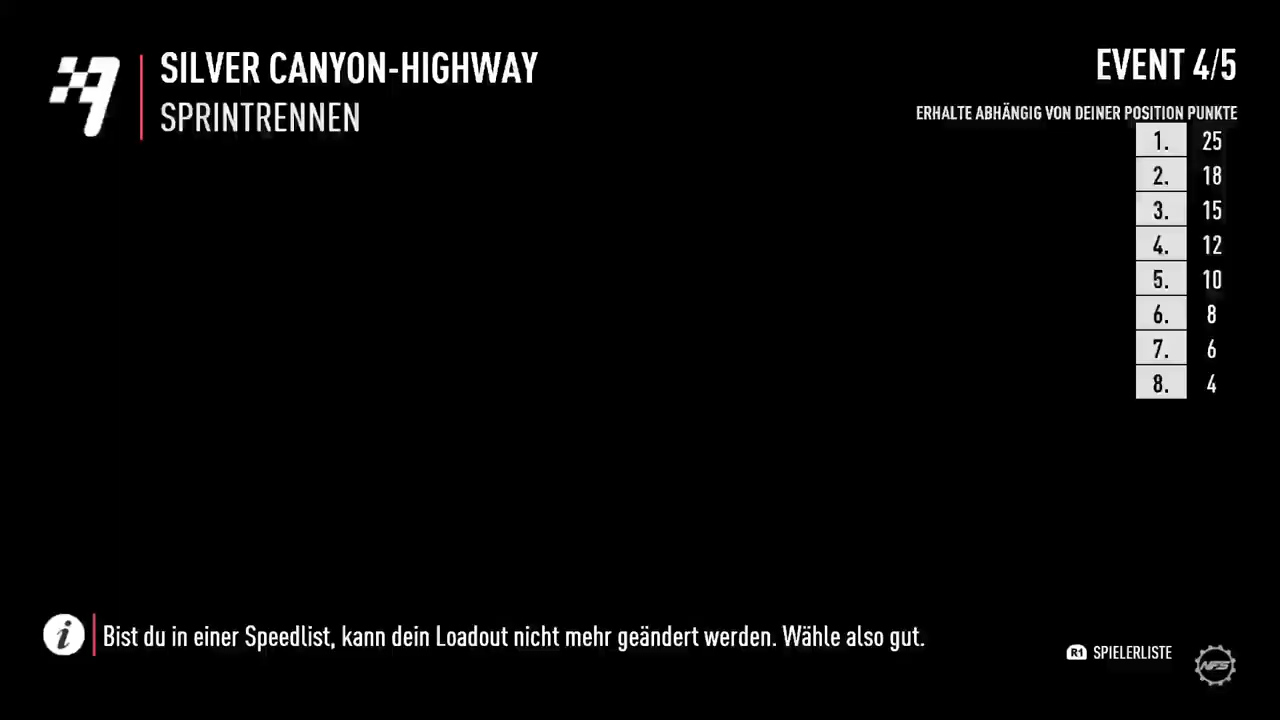 SILVER CANYON-HIGHWAY
SPRINTRENNEN
EVENT 4/5
ERHALTE ABHÄNGIG VON DEINER POSITION PUNKTE
1. 25
2. 18
3. 15
4. 12
5. 10
6. 8
7. 6
8. 4
i Bist du in einer Speedlist, kann dein Loadout nicht mehr geändert werden. Wähle also gut.
R1 SPIELERLISTE
NFS